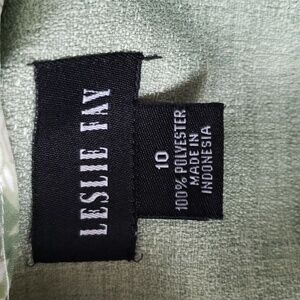 LESLIE FAY
10
100% POLYESTER
MADE IN
INDONESIA